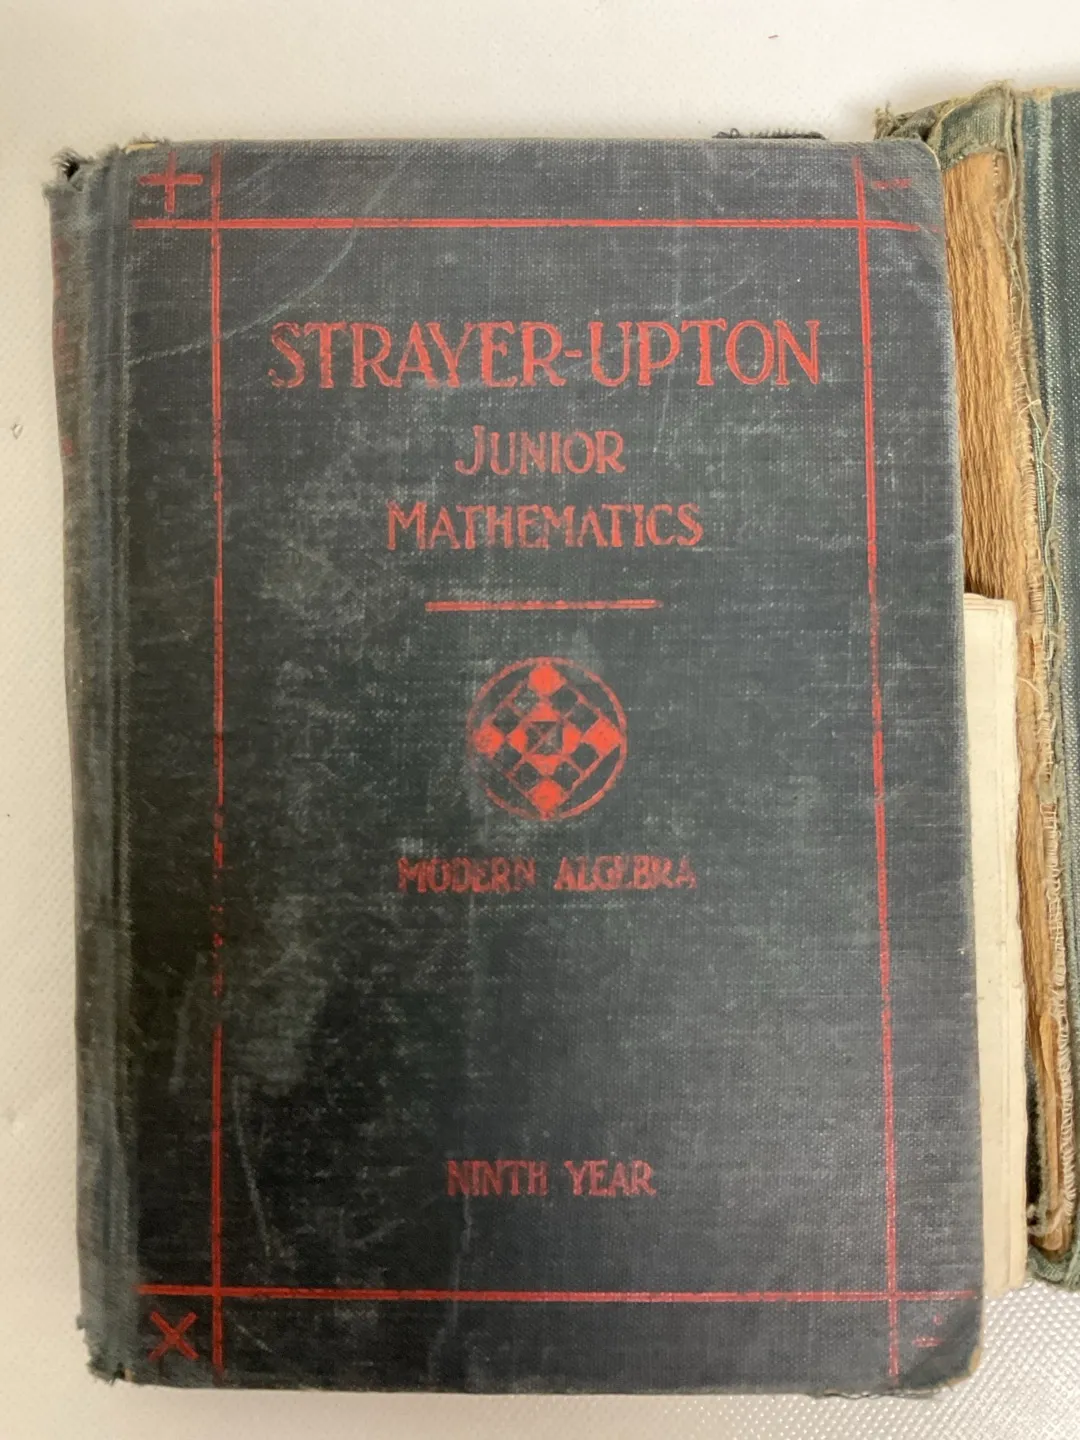 + -
STRAYER-UPTON
JUNIOR
MATHEMATICS
MODERN ALGEBRA
NINTH YEAR
× ÷